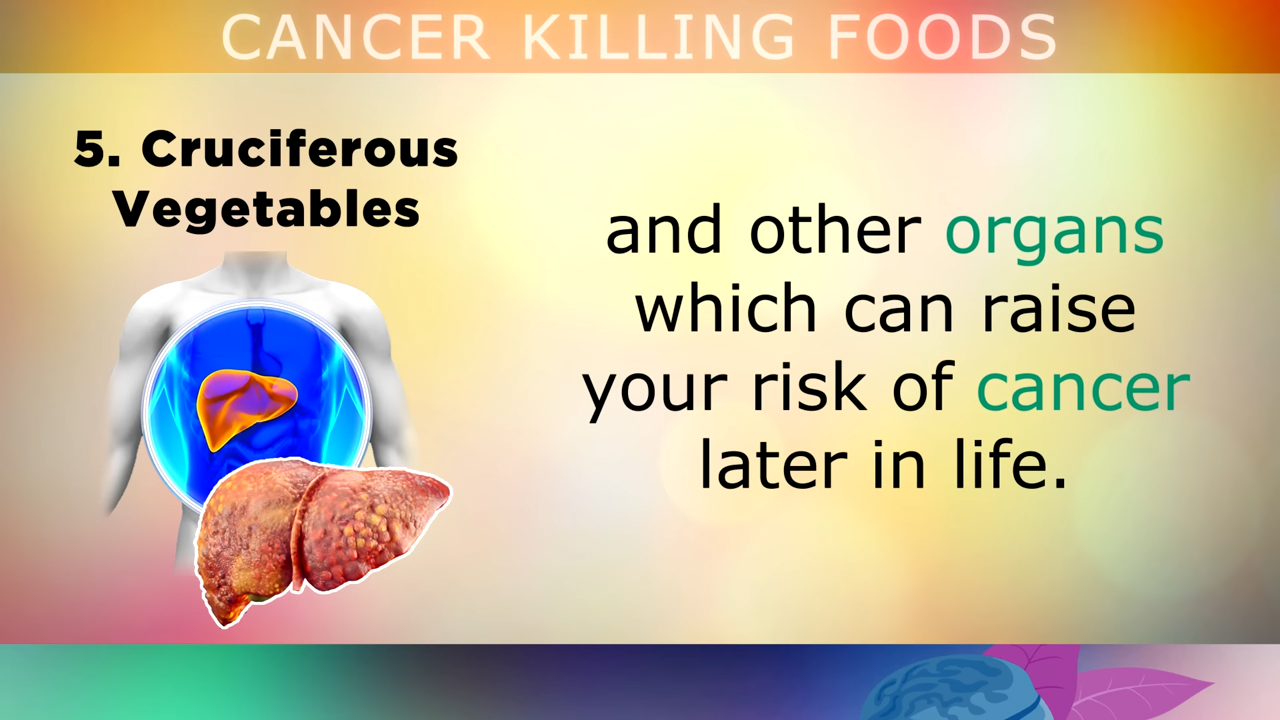 CANCER KILLING FOODS
5. Cruciferous
Vegetables
and other organs
which can raise
your risk of cancer
later in life.